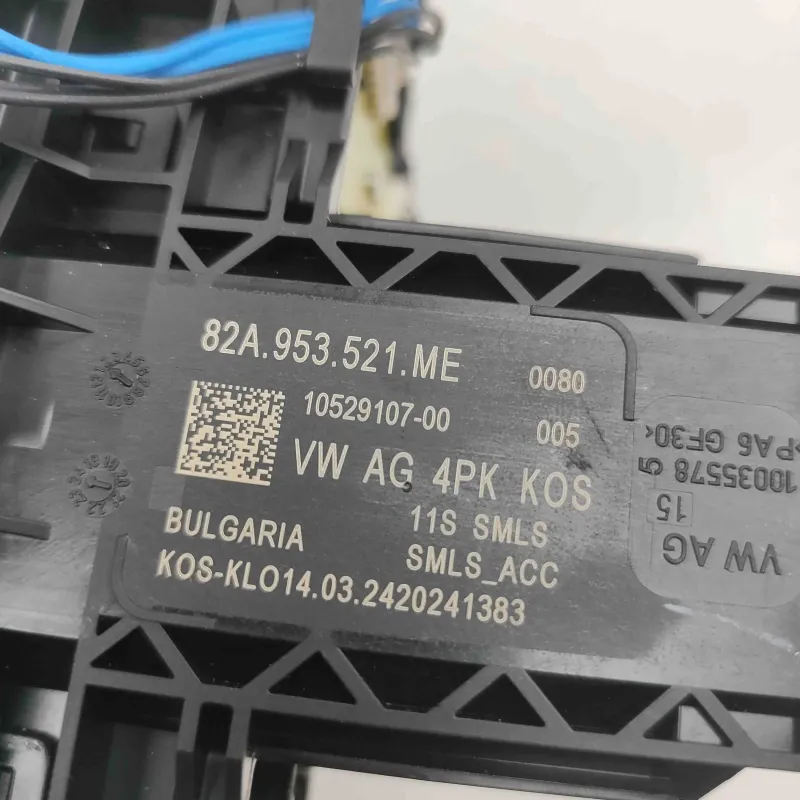 82A.953.521.ME
0080
10529107-00
005
VW AG 4PK KOS
11S SMLS
BULGARIA
SMLS_ACC
KOS-KLO14.03.2420241383
>PA6 GF30<
10035578
15
VW AG